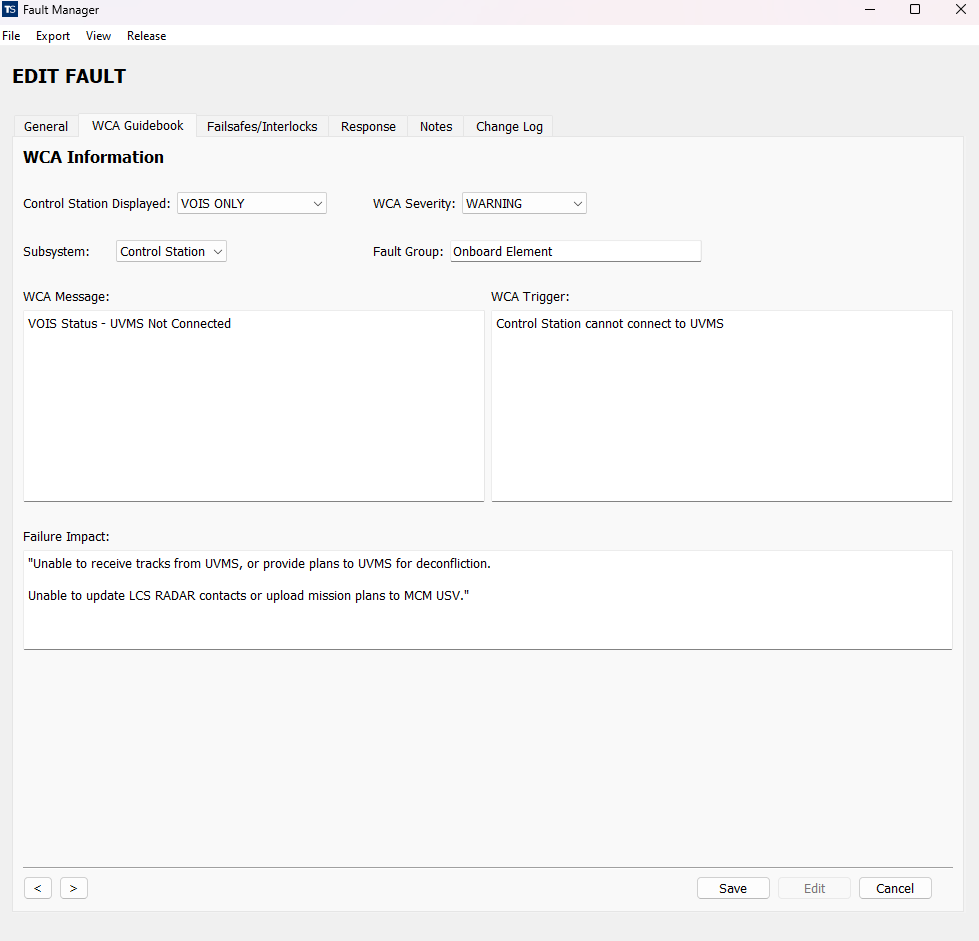 TS Fault Manager
File Export View Release
EDIT FAULT
General WCA Guidebook Failsafes/Interlocks Response Notes Change Log
WCA Information
Control Station Displayed: VOIS ONLY WCA Severity: WARNING
Subsystem: Control Station Fault Group: Onboard Element
WCA Message: WCA Trigger:
VOIS Status - UVMS Not Connected Control Station cannot connect to UVMS
Failure Impact:
"Unable to receive tracks from UVMS, or provide plans to UVMS for deconfliction.
Unable to update LCS RADAR contacts or upload mission plans to MCM USV."
< > Save Edit Cancel